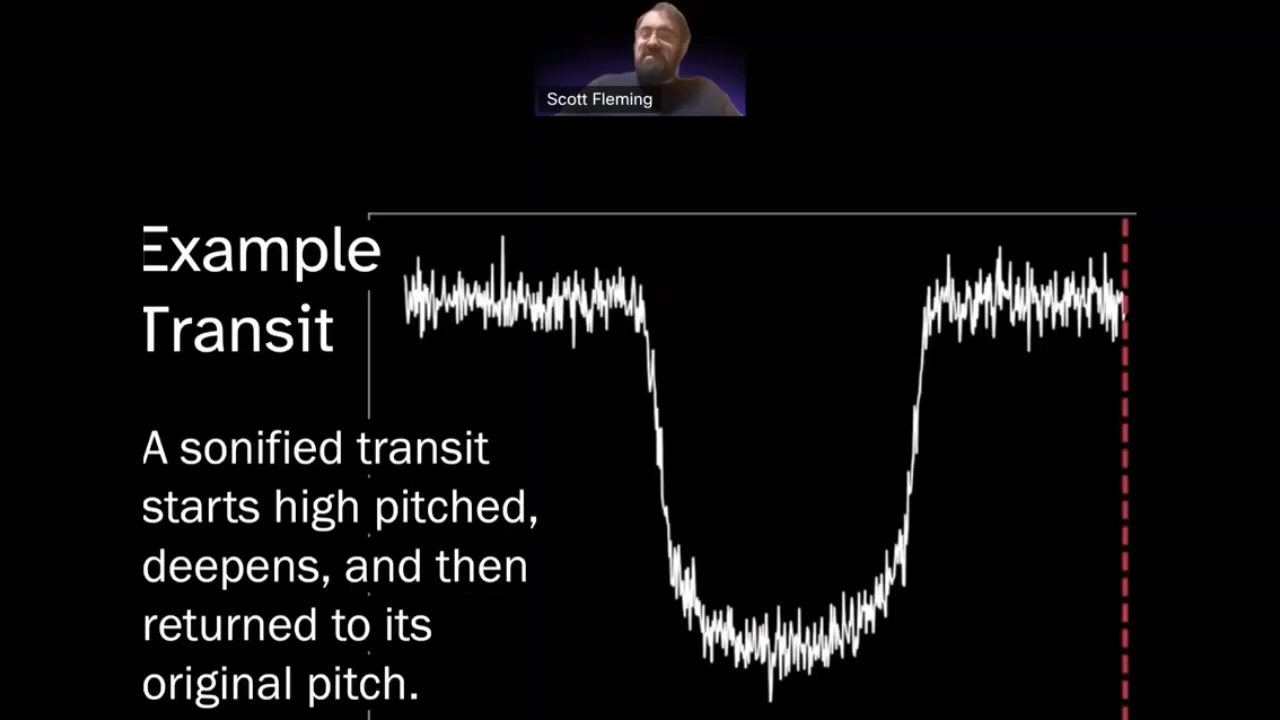 Scott Fleming
Example
Transit
A sonified transit
starts high pitched,
deepens, and then
returned to its
original pitch.